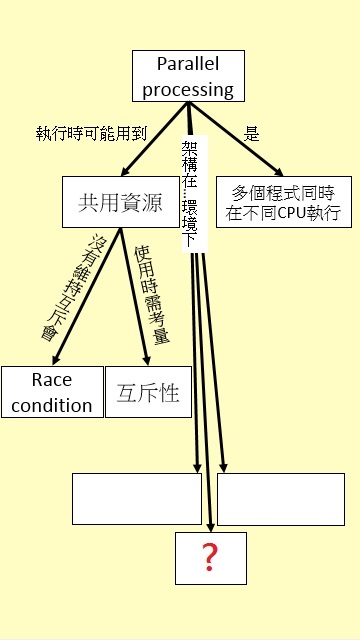 Parallel
processing
執行時可能用到
是
架構在...環境下
共用資源
多個程式同時
在不同CPU執行
沒有維持互斥會
使用時需考量
Race
condition
互斥性
?